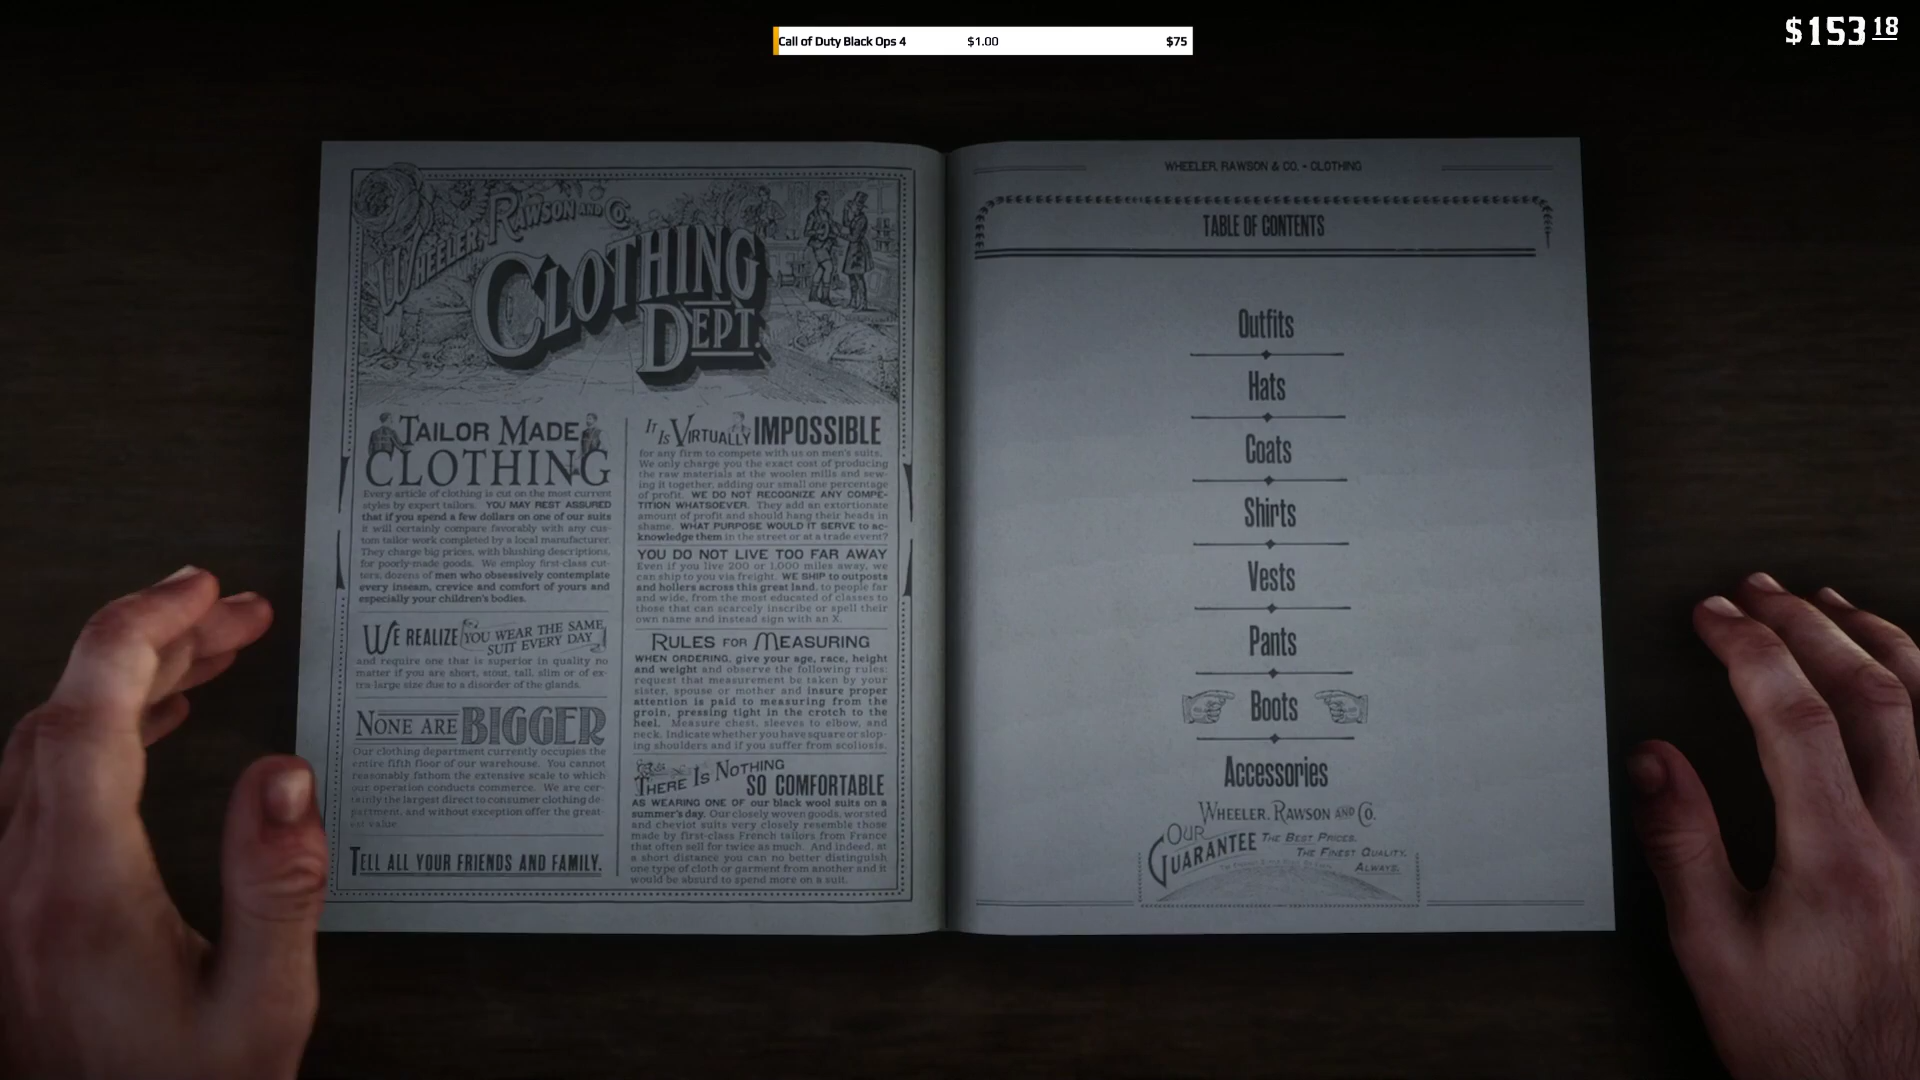 Call of Duty Black Ops 4 $1.00 $75
$153 18
WHEELER, RAWSON AND CO.
CLOTHING
DEPT.
TAILOR MADE
CLOTHING
Every article of clothing is cut on the most current
styles by expert tailors. YOU MAY REST ASSURED
that if you spend a few dollars on one of our suits
it will certainly compare favorably with any cus-
tom tailor work completed by a local manufacturer.
They charge big prices, with blushing descriptions,
for poorly-made goods. We employ first-class cut-
ters, dozens of men who obsessively contemplate
every inseam, crevice and comfort of yours and
especially your children's bodies.
WE REALIZE YOU WEAR THE SAME
SUIT EVERY DAY
and require one that is superior in quality no
matter if you are short, stout, tall, slim or of ex-
tra-large size due to a disorder of the glands.
NONE ARE BIGGER
Our clothing department currently occupies the
entire fifth floor of our warehouse. You cannot
reasonably fathom the extensive scale to which
our operation conducts commerce. We are cer-
tainly the largest direct to consumer clothing de-
partment, and without exception offer the great-
est value
TELL ALL YOUR FRIENDS AND FAMILY.
IT IS VIRTUALLY IMPOSSIBLE
for any firm to compete with us on men's suits.
We only charge you the exact cost of producing
the raw materials at the woolen mills and sew-
ing it together, adding our small one percentage
of profit. WE DO NOT RECOGNIZE ANY COMPE-
TITION WHATSOEVER. They add an extortionate
amount of profit and should hang their heads in
shame. WHAT PURPOSE WOULD IT SERVE to ac-
knowledge them in the street or at a trade event?
YOU DO NOT LIVE TOO FAR AWAY
Even if you live 200 or 1,000 miles away, we
can ship to you via freight. WE SHIP to outposts
and hollers across this great land, to people far
and wide, from the most educated of classes to
those that can scarcely inscribe or spell their
own name and instead sign with an X.
RULES FOR MEASURING
WHEN ORDERING, give your age, race, height
and weight and observe the following rules:
request that measurement be taken by your
sister, spouse or mother and insure proper
attention is paid to measuring from the
groin, pressing tight in the crotch to the
heel. Measure chest, sleeves to elbow, and
neck. Indicate whether you have square or slop-
ing shoulders and if you suffer from scoliosis.
THERE IS NOTHING
SO COMFORTABLE
AS WEARING ONE OF our black wool suits on a
summer's day. Our closely woven goods, worsted
and cheviot suits very closely resemble those
made by first-class French tailors from France
that often sell for twice as much. And indeed, at
a short distance you can no better distinguish
one type of cloth or garment from another and it
would be absurd to spend more on a suit.
WHEELER, RAWSON & CO. - CLOTHING
TABLE OF CONTENTS
Outfits
Hats
Coats
Shirts
Vests
Pants
Boots
Accessories
WHEELER, RAWSON AND CO.
OUR
GUARANTEE THE BEST PRICES.
THE FINEST QUALITY.
ALWAYS.